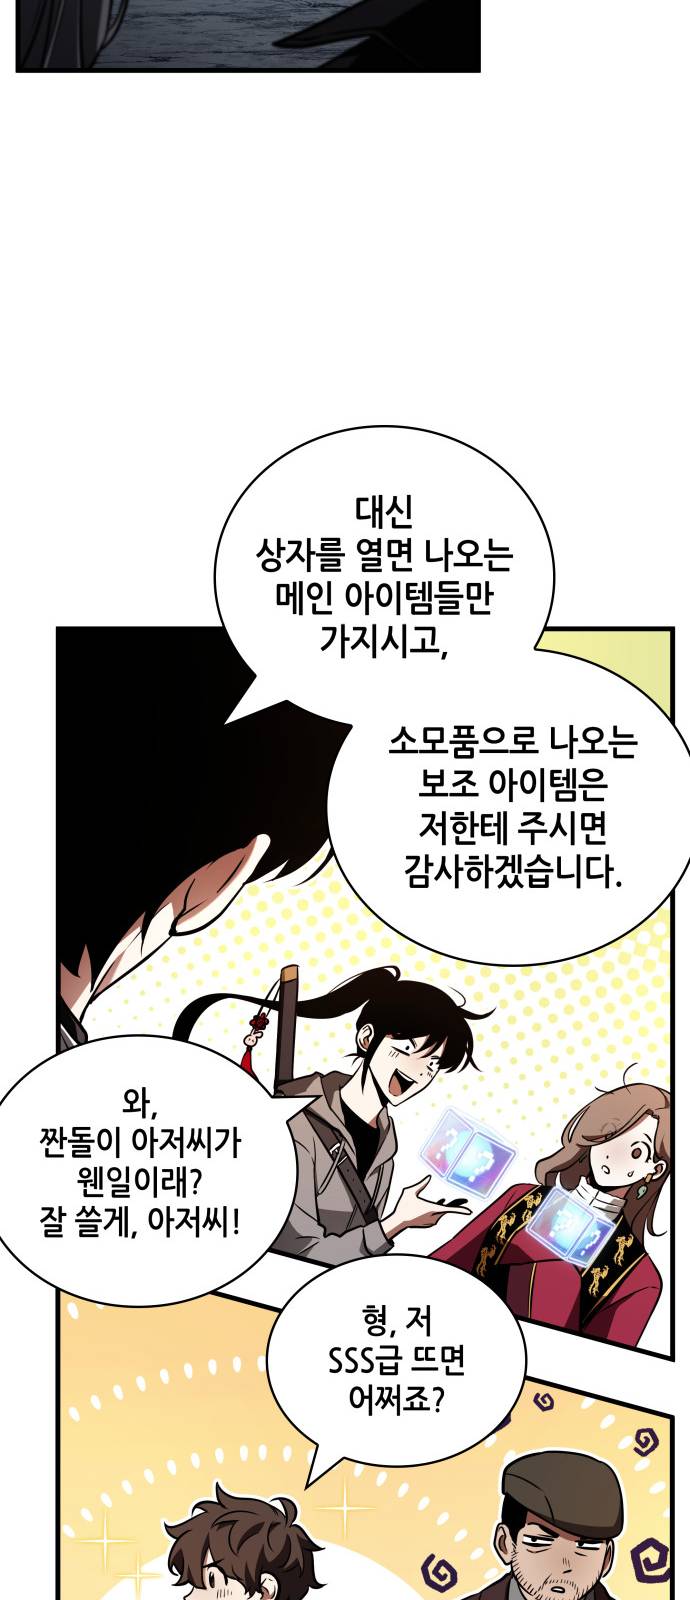 대신
상자를 열면 나오는
메인 아이템들만
가지시고,
소모품으로 나오는
보조 아이템은
저한테 주시면
감사하겠습니다.
와,
짠돌이 아저씨가
웬일이래?
잘 쓸게, 아저씨!
? ?
?
형, 저
SSS급 뜨면
어쩌죠?